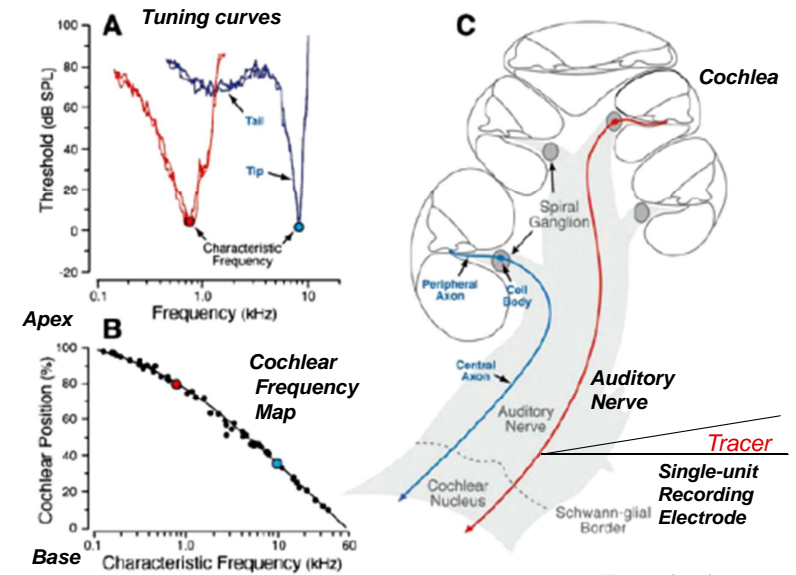 A
Tuning curves
Threshold (dB SPL)
100
80
60
40
20
0
-20
Tail
Tip
Characteristic
Frequency
0.1
1.0
10
Frequency (kHz)
Apex
B
Cochlear Position (%)
100
80
60
40
20
0
Cochlear
Frequency
Map
0.1
1.0
10
60
Base
Characteristic Frequency (kHz)
C
Cochlea
Spiral
Ganglion
Peripheral
Axon
Cell
Body
Central
Axon
Auditory
Nerve
Auditory
Nerve
Tracer
Single-unit
Recording
Electrode
Cochlear
Nucleus
Schwann-glial
Border